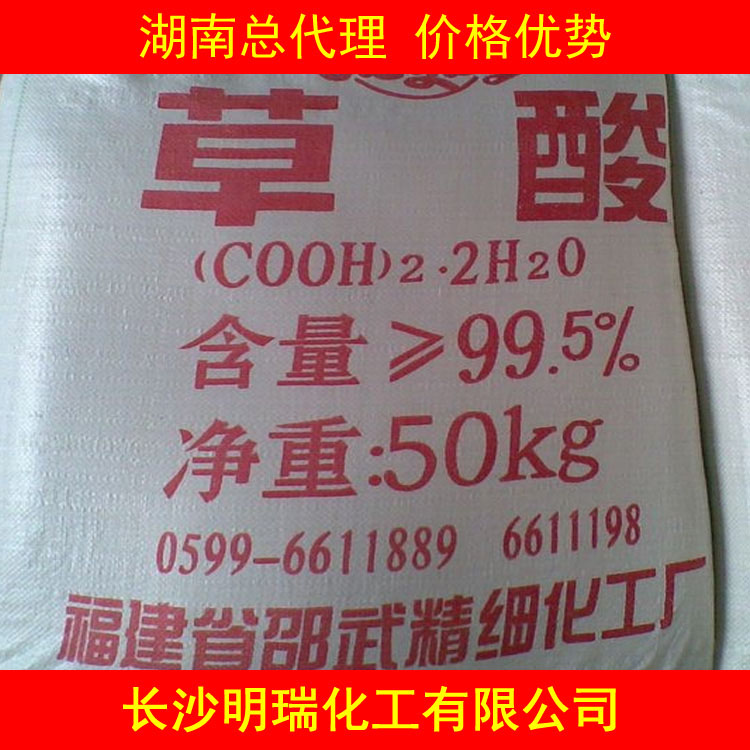 湖南总代理 价格优势
草 酸
(COOH)2·2H2O
含量≥99.5%
净重:50kg
0599-6611889 6611198
福建省邵武精细化工厂
长沙明瑞化工有限公司